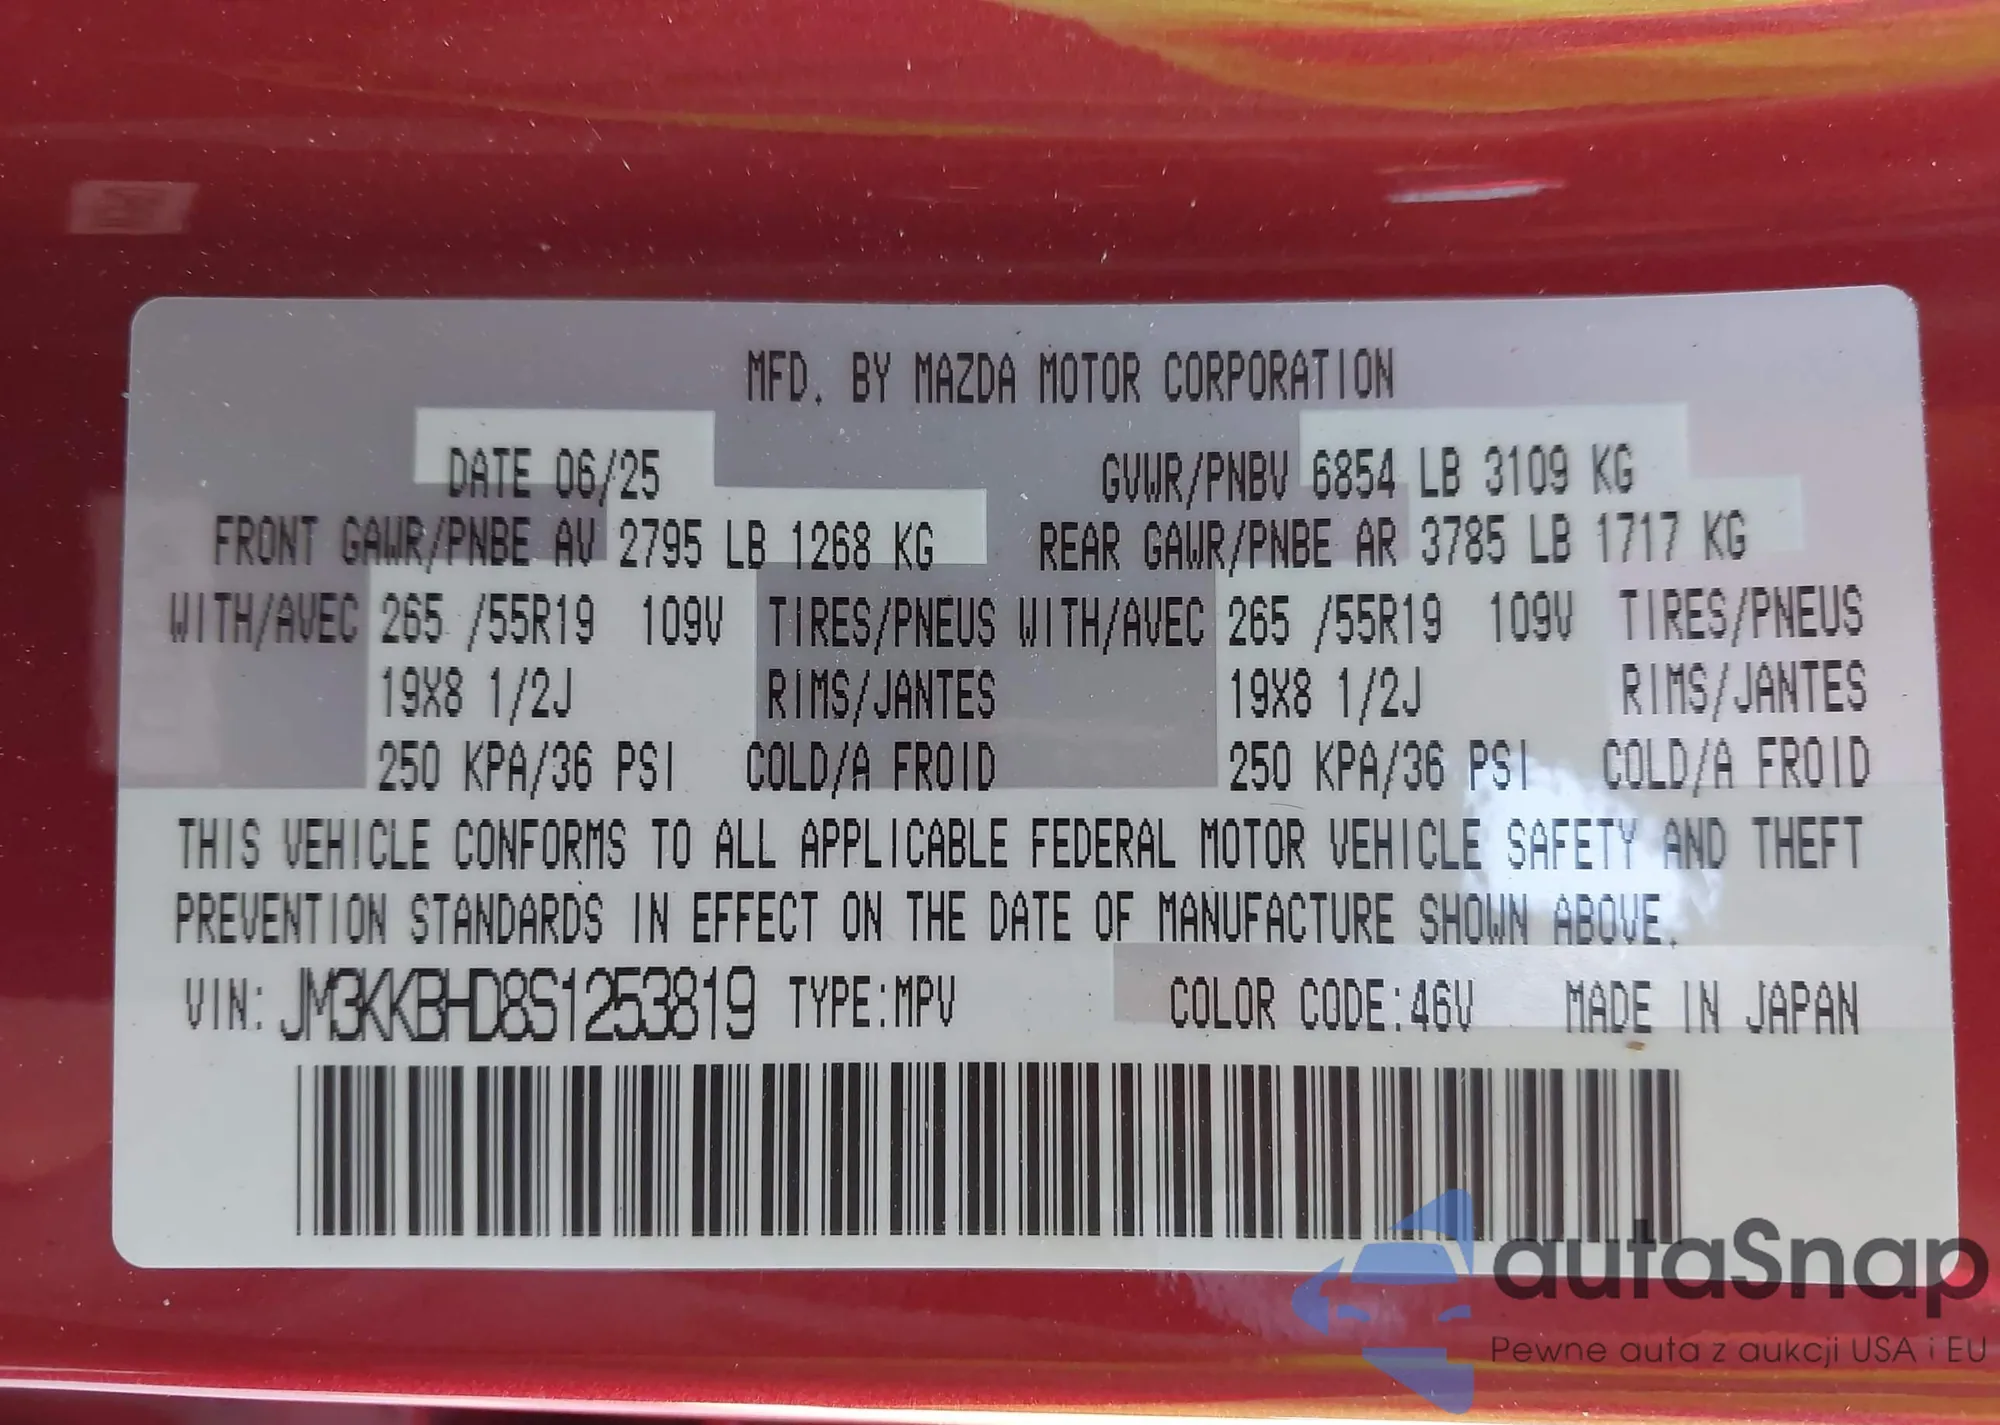 MFD. BY MAZDA MOTOR CORPORATION
DATE 06/25 GVWR/PNBV 6854 LB 3109 KG
FRONT GAWR/PNBE AV 2795 LB 1268 KG REAR GAWR/PNBE AR 3785 LB 1717 KG
WITH/AVEC 265 /55R19 109V TIRES/PNEUS WITH/AVEC 265 /55R19 109V TIRES/PNEUS
19X8 1/2J RIMS/JANTES 19X8 1/2J RIMS/JANTES
250 KPA/36 PSI COLD/A FROID 250 KPA/36 PSI COLD/A FROID
THIS VEHICLE CONFORMS TO ALL APPLICABLE FEDERAL MOTOR VEHICLE SAFETY AND THEFT
PREVENTION STANDARDS IN EFFECT ON THE DATE OF MANUFACTURE SHOWN ABOVE.
VIN: JM3KKBHD8S1253819 TYPE:MPV COLOR CODE:46V MADE IN JAPAN
autaSnap
Pewne auta z aukcji USA i EU